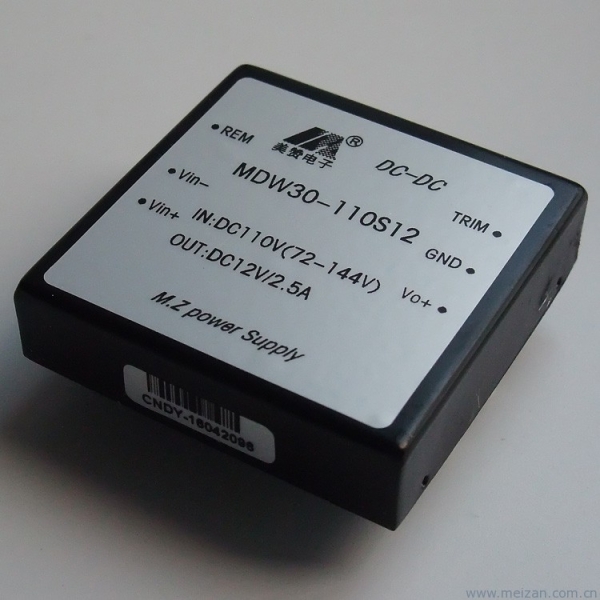 REM
美赞电子®
DC-DC
Vin-
MDW30-110S12
TRIM
Vin+
IN:DC110V(72-144V)
GND
OUT:DC12V/2.5A
Vo+
M.Z power Supply
CNDY-16042098
www.meizan.com.cn